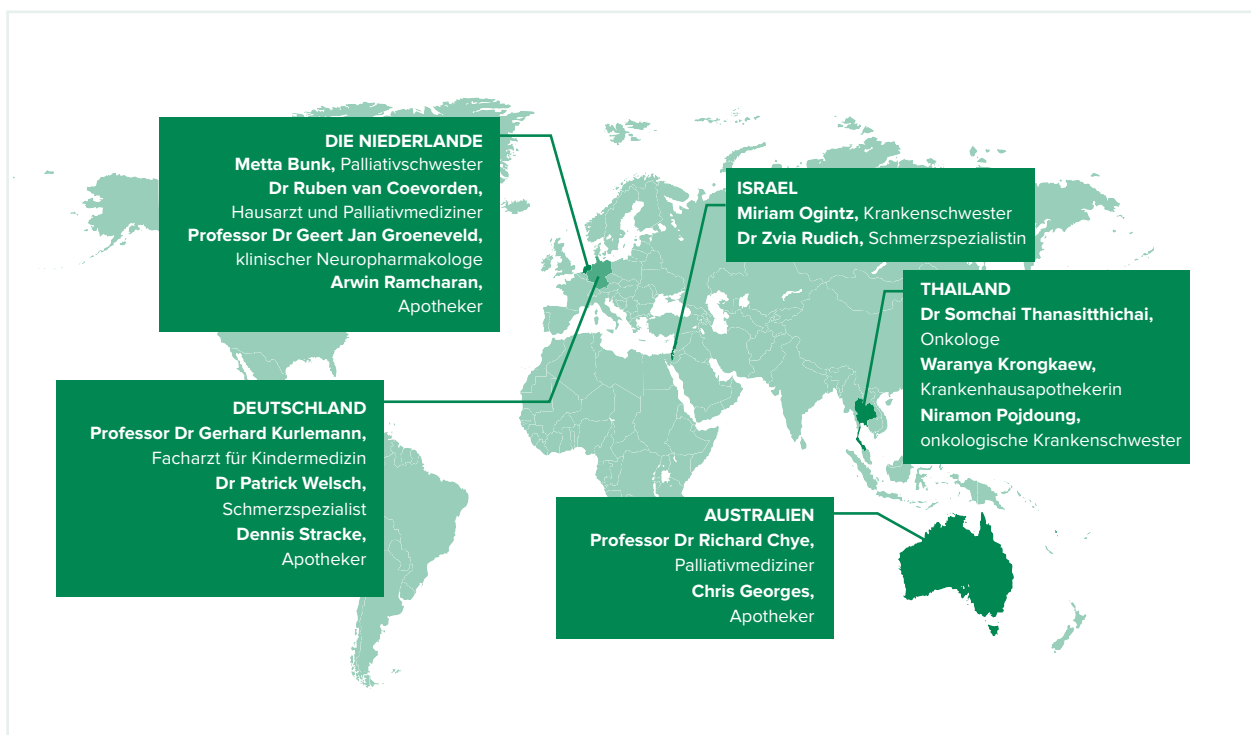 DIE NIEDERLANDE
Metta Bunk, Palliativschwester
Dr Ruben van Coevorden,
Hausarzt und Palliativmediziner
Professor Dr Geert Jan Groeneveld,
klinischer Neuropharmakologe
Arwin Ramcharan,
Apotheker
ISRAEL
Miriam Ogintz, Krankenschwester
Dr Zvia Rudich, Schmerzspezialistin
THAILAND
Dr Somchai Thanasitthichai,
Onkologe
Waranya Krongkaew,
Krankenhausapothekerin
Niramon Pojdoung,
onkologische Krankenschwester
DEUTSCHLAND
Professor Dr Gerhard Kurlemann,
Facharzt für Kindermedizin
Dr Patrick Welsch,
Schmerzspezialist
Dennis Stracke,
Apotheker
AUSTRALIEN
Professor Dr Richard Chye,
Palliativmediziner
Chris Georges,
Apotheker